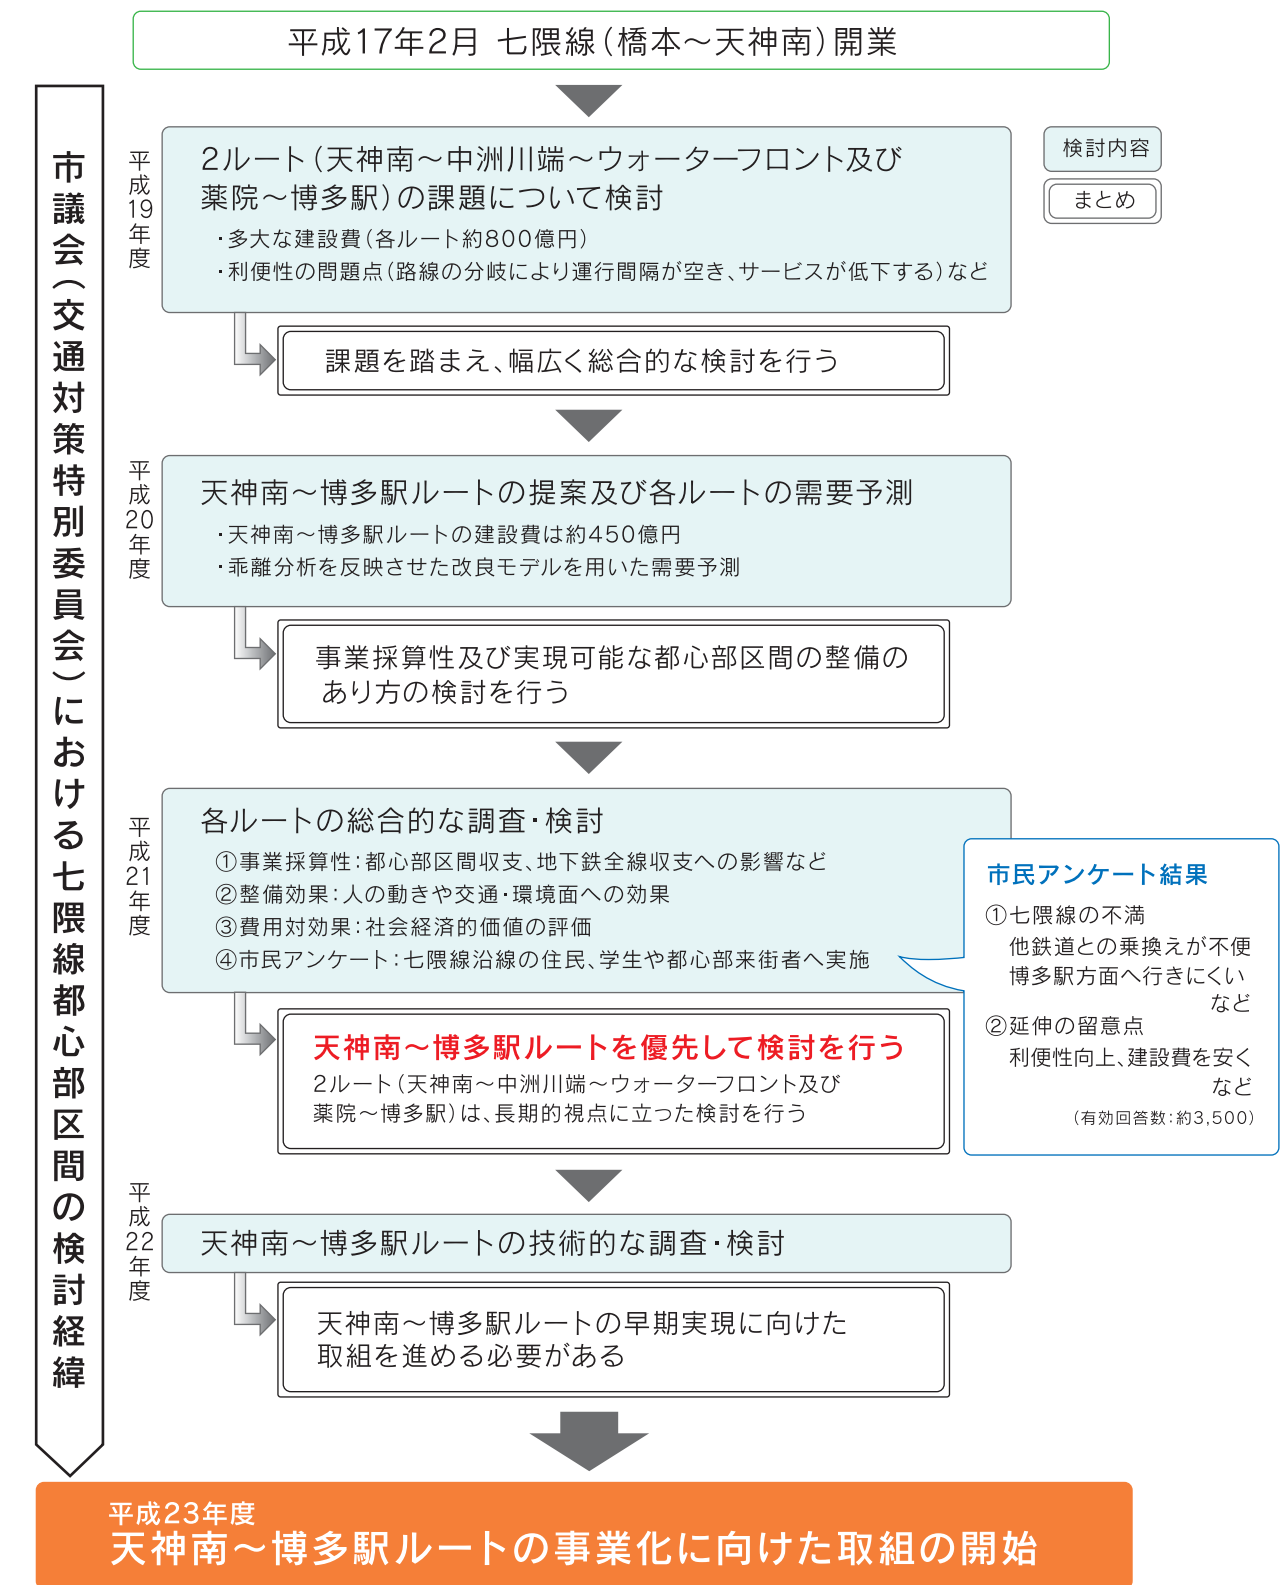 平成17年2月 七隈線（橋本～天神南）開業
市議会（交通対策特別委員会）における七隈線都心部区間の検討経緯
検討内容
まとめ
平成19年度
2ルート（天神南～中洲川端～ウォーターフロント及び
薬院～博多駅）の課題について検討
・多大な建設費（各ルート約800億円）
・利便性の問題点（路線の分岐により運行間隔が空き、サービスが低下する）など
課題を踏まえ、幅広く総合的な検討を行う
平成20年度
天神南～博多駅ルートの提案及び各ルートの需要予測
・天神南～博多駅ルートの建設費は約450億円
・乖離分析を反映させた改良モデルを用いた需要予測
事業採算性及び実現可能な都心部区間の整備の
あり方の検討を行う
平成21年度
各ルートの総合的な調査・検討
①事業採算性：都心部区間収支、地下鉄全線収支への影響など
②整備効果：人の動きや交通・環境面への効果
③費用対効果：社会経済的価値の評価
④市民アンケート：七隈線沿線の住民、学生や都心部来街者へ実施
市民アンケート結果
①七隈線の不満
他鉄道との乗換えが不便
博多駅方面へ行きにくい
など
②延伸の留意点
利便性向上、建設費を安く
など
（有効回答数：約3,500）
天神南～博多駅ルートを優先して検討を行う
2ルート（天神南～中洲川端～ウォーターフロント及び
薬院～博多駅）は、長期的視点に立った検討を行う
平成22年度
天神南～博多駅ルートの技術的な調査・検討
天神南～博多駅ルートの早期実現に向けた
取組を進める必要がある
平成23年度
天神南～博多駅ルートの事業化に向けた取組の開始